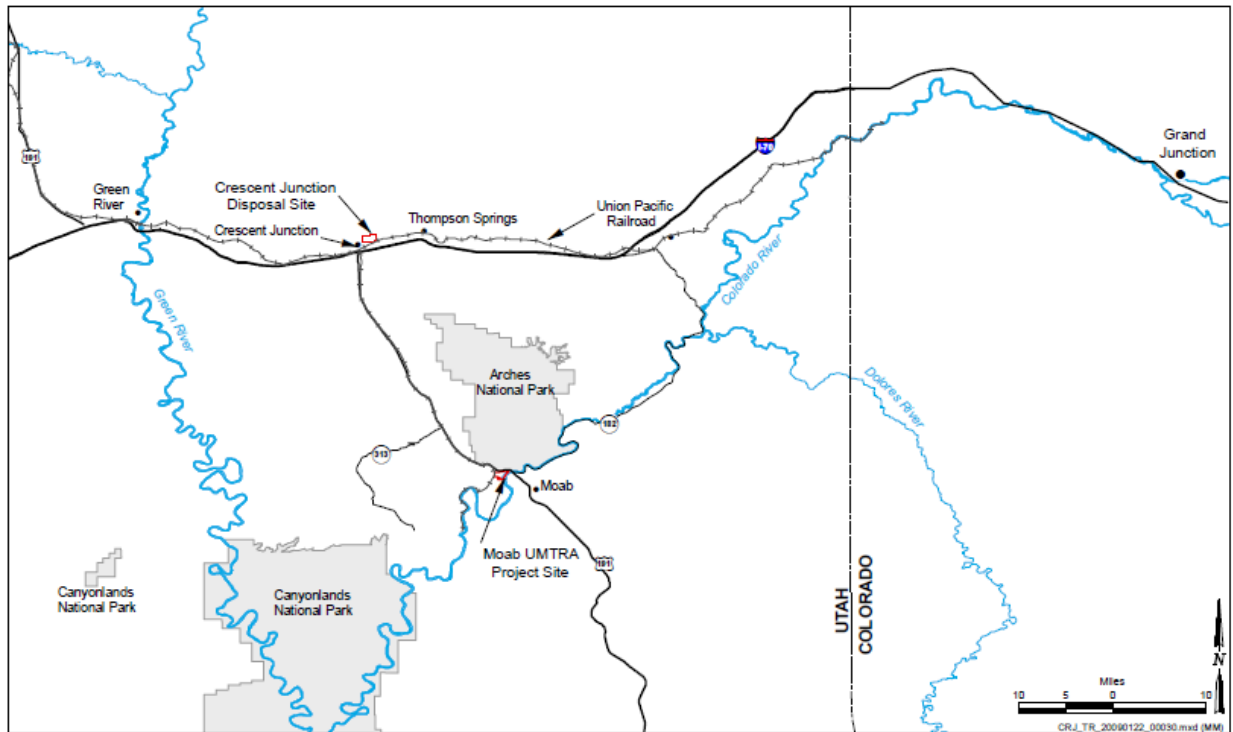 191
Grand
Junction
Green
River
Crescent Junction
Disposal Site
Crescent Junction
Thompson Springs
Union Pacific
Railroad
Green River
Colorado River
Dolores River
Arches
National Park
182
313
Moab
Moab UMTRA
Project Site
191
Canyonlands
National Park
Canyonlands
National Park
UTAH
COLORADO
N
Miles
10 5 0 10
CRJ_TR_20090122_00030.mxd (MM)